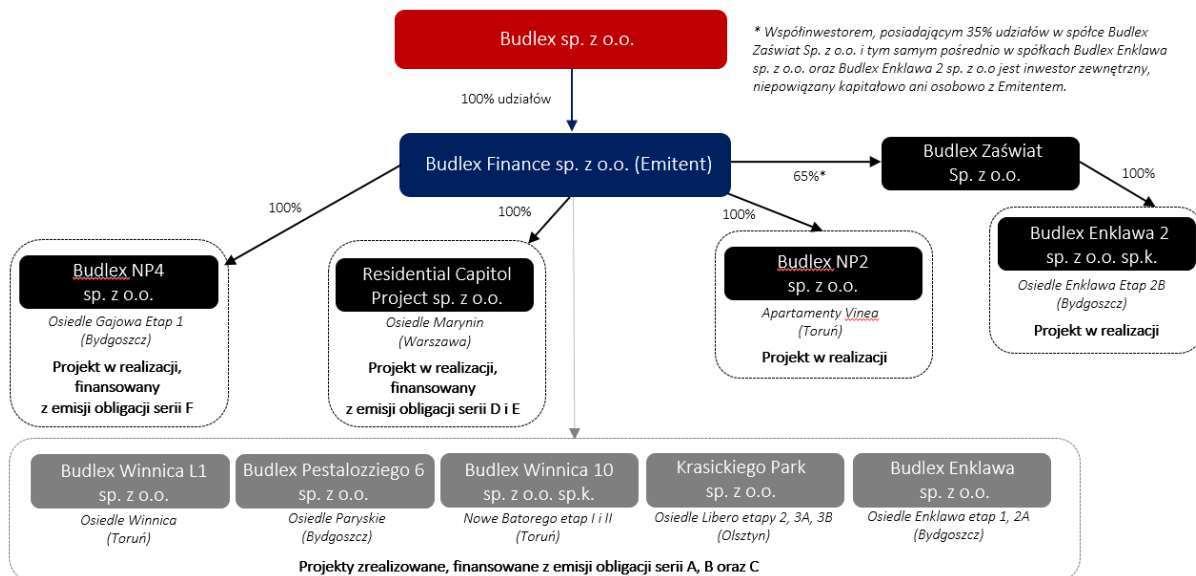 Budlex sp. z o.o.
* Współinwestorem, posiadającym 35% udziałów w spółce Budlex
Zaświat Sp. z o.o. i tym samym pośrednio w spółkach Budlex Enklawa
sp. z o.o. oraz Budlex Enklawa 2 sp. z o.o jest inwestor zewnętrzny,
niepowiązany kapitałowo ani osobowo z Emitentem.
100% udziałów
Budlex Finance sp. z o.o. (Emitent)
65%*
Budlex Zaświat
Sp. z o.o.
100%
100%
100%
100%
Budlex NP4
sp. z o.o.
Osiedle Gajowa Etap 1
(Bydgoszcz)
Projekt w realizacji,
finansowany
z emisji obligacji serii F
Residential Capitol
Project sp. z o.o.
Osiedle Marynin
(Warszawa)
Projekt w realizacji,
finansowany
z emisji obligacji serii D i E
Budlex NP2
sp. z o.o.
Apartamenty Vinea
(Toruń)
Projekt w realizacji
Budlex Enklawa 2
sp. z o.o. sp.k.
Osiedle Enklawa Etap 2B
(Bydgoszcz)
Projekt w realizacji
Budlex Winnica L1
sp. z o.o.
Osiedle Winnica
(Toruń)
Budlex Pestalozziego 6
sp. z o.o.
Osiedle Paryskie
(Bydgoszcz)
Budlex Winnica 10
sp. z o.o. sp.k.
Nowe Batorego etap I i II
(Toruń)
Krasickiego Park
sp. z o.o.
Osiedle Libero etapy 2, 3A, 3B
(Olsztyn)
Budlex Enklawa
sp. z o.o.
Osiedle Enklawa etap 1, 2A
(Bydgoszcz)
Projekty zrealizowane, finansowane z emisji obligacji serii A, B oraz C